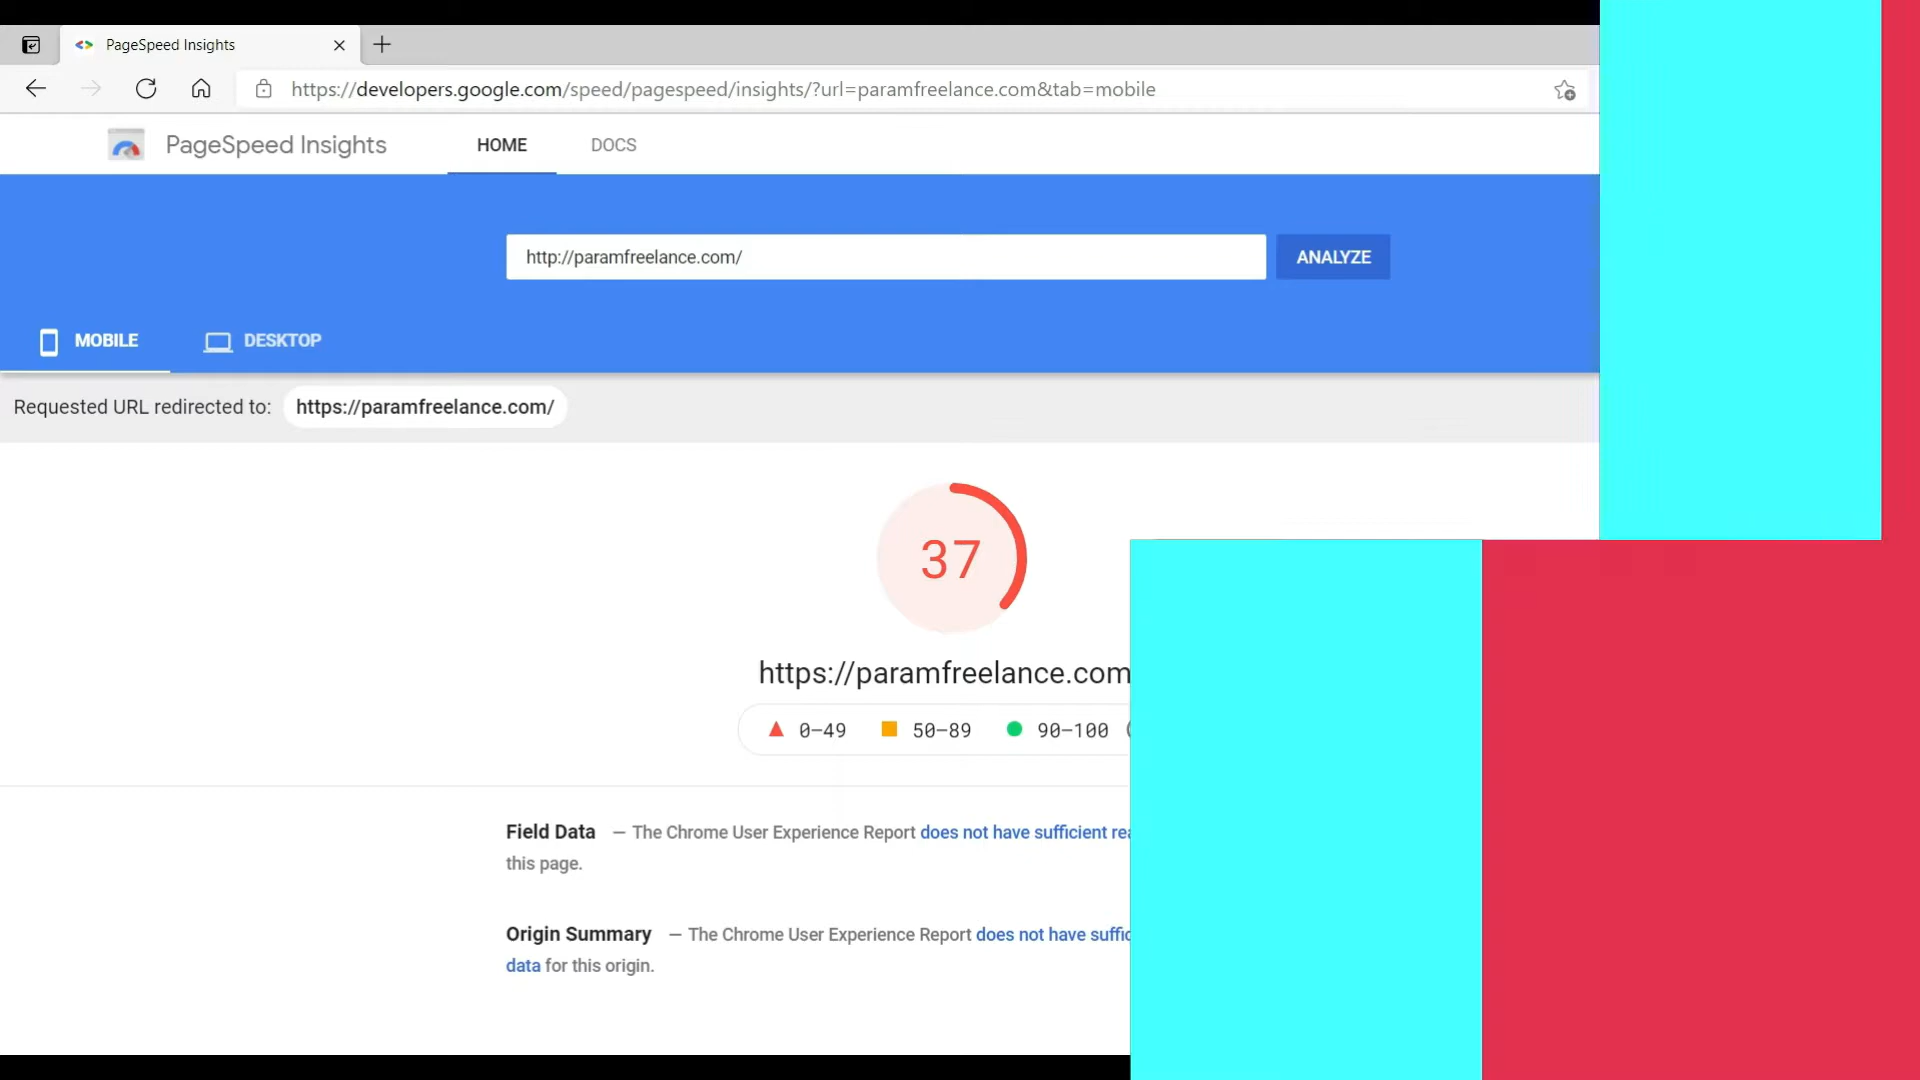 PageSpeed Insights
https://developers.google.com/speed/pagespeed/insights/?url=paramfreelance.com&tab=mobile
PageSpeed Insights HOME DOCS
http://paramfreelance.com/ ANALYZE
MOBILE DESKTOP
Requested URL redirected to: https://paramfreelance.com/
37
https://paramfreelance.com
0–49 50–89 90–100
Field Data — The Chrome User Experience Report does not have sufficient
this page.
Origin Summary — The Chrome User Experience Report does not have
data for this origin.